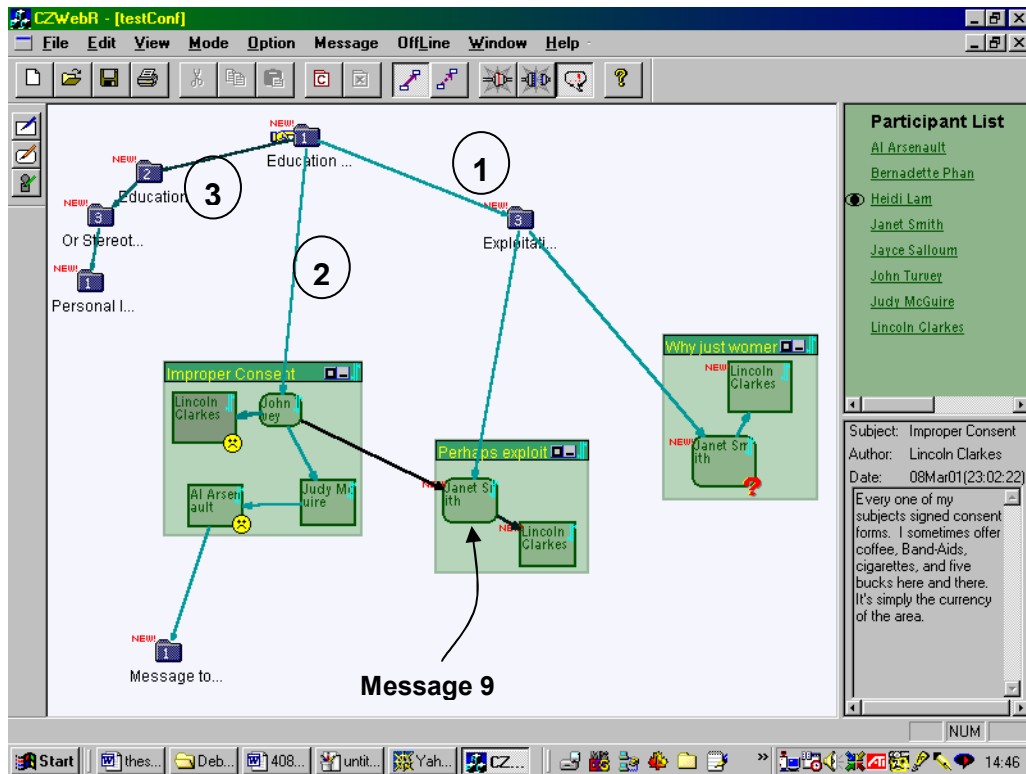 CZWebR - [testConf]
File Edit View Mode Option Message OffLine Window Help
NEW!
1
Education ...
NEW!
2
Education
3
1
NEW!
3
Or Stereot...
NEW!
3
Exploitati...
NEW!
1
Personal I...
2
Improper Consent
Lincoln
Clarkes
John
vey
Al Arsen
ault
Judy Mc
uire
Perhaps exploit
NEW!
Janet Sm
ith
NEW!
Lincoln
Clarkes
Why just women
NEW!
Lincoln
Clarkes
NEW!
Janet Sm
ith
?
NEW!
1
Message to...
Message 9
Participant List
Al Arsenault
Bernadette Phan
Heidi Lam
Janet Smith
Jayce Salloum
John Turvey
Judy McGuire
Lincoln Clarkes
Subject: Improper Consent
Author: Lincoln Clarkes
Date: 08Mar01(23:02:22)
Every one of my
subjects signed consent
forms. I sometimes offer
coffee, Band-Aids,
cigarettes, and five
bucks here and there.
It's simply the currency
of the area.
NUM
Start thes... Deb... 408... untit... Yah... CZ... » 14:46